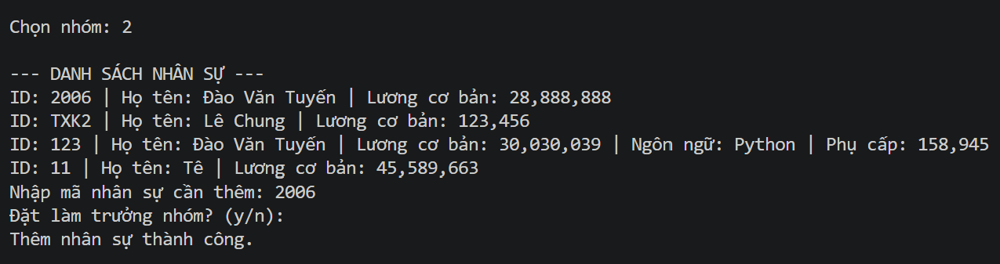 Chọn nhóm: 2
--- DANH SÁCH NHÂN SỰ ---
ID: 2006 | Họ tên: Đào Văn Tuyến | Lương cơ bản: 28,888,888
ID: TXK2 | Họ tên: Lê Chung | Lương cơ bản: 123,456
ID: 123 | Họ tên: Đào Văn Tuyến | Lương cơ bản: 30,030,039 | Ngôn ngữ: Python | Phụ cấp: 158,945
ID: 11 | Họ tên: Tê | Lương cơ bản: 45,589,663
Nhập mã nhân sự cần thêm: 2006
Đặt làm trưởng nhóm? (y/n):
Thêm nhân sự thành công.